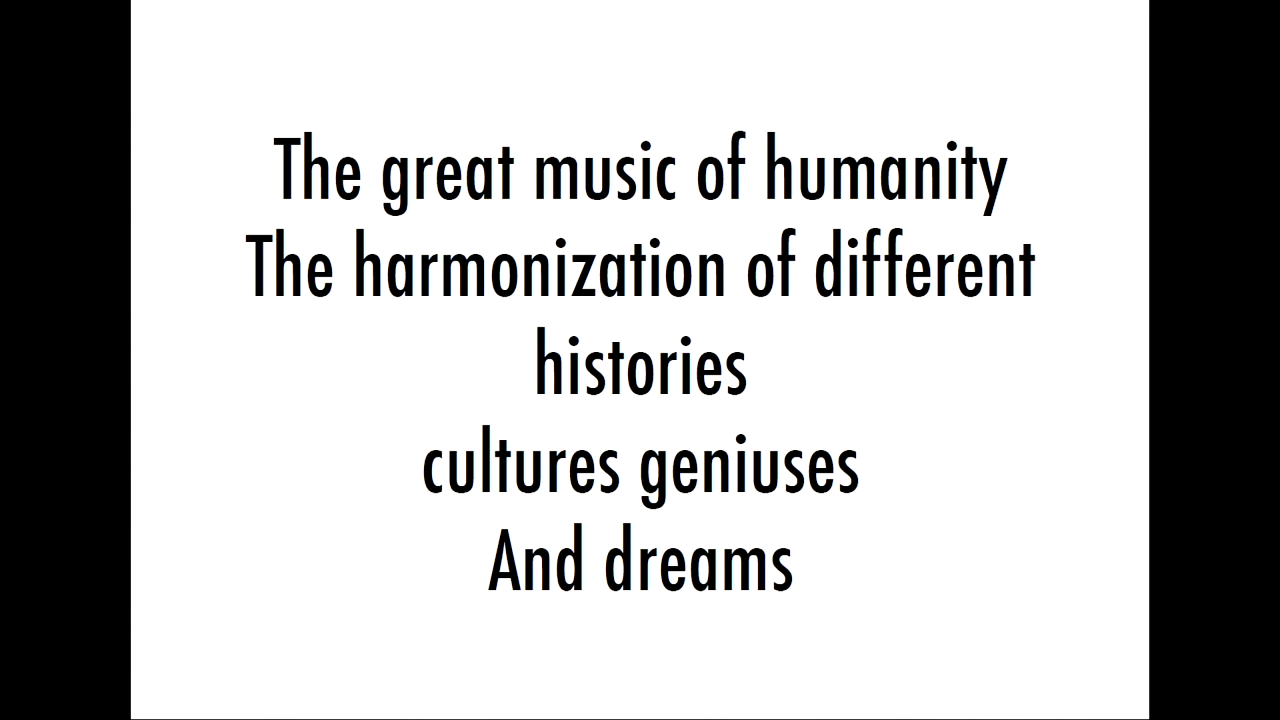 The great music of humanity
The harmonization of different
histories
cultures geniuses
And dreams